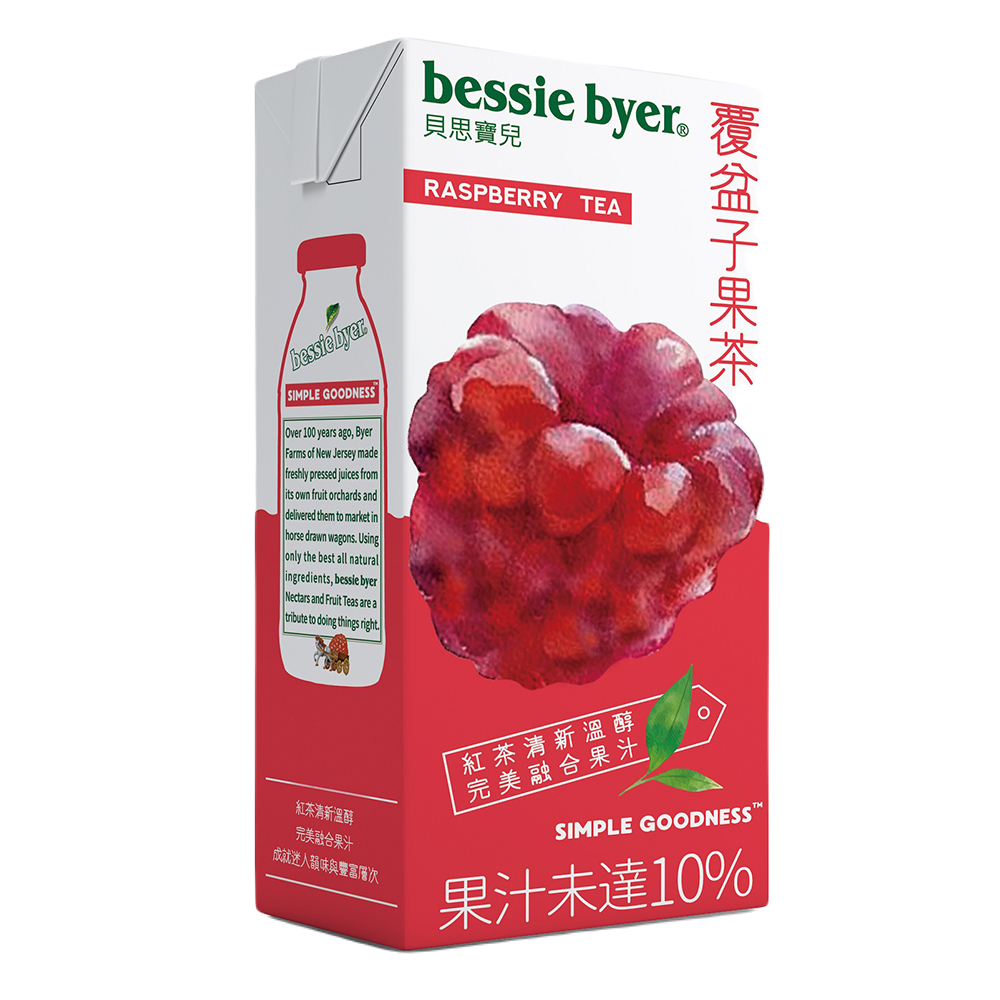 bessie byer®
貝思寶兒
RASPBERRY TEA
覆盆子果茶
紅茶清新溫醇
完美融合果汁
SIMPLE GOODNESS™
果汁未達10%
bessie byer®
SIMPLE GOODNESS™
Over 100 years ago, Byer
Farms of New Jersey made
freshly pressed juices from
its own fruit orchards and
delivered them to market in
horse drawn wagons. Using
only the best all natural
ingredients, bessie byer
Nectars and Fruit Teas are a
tribute to doing things right.
紅茶清新溫醇
完美融合果汁
成就迷人韻味與豐富層次